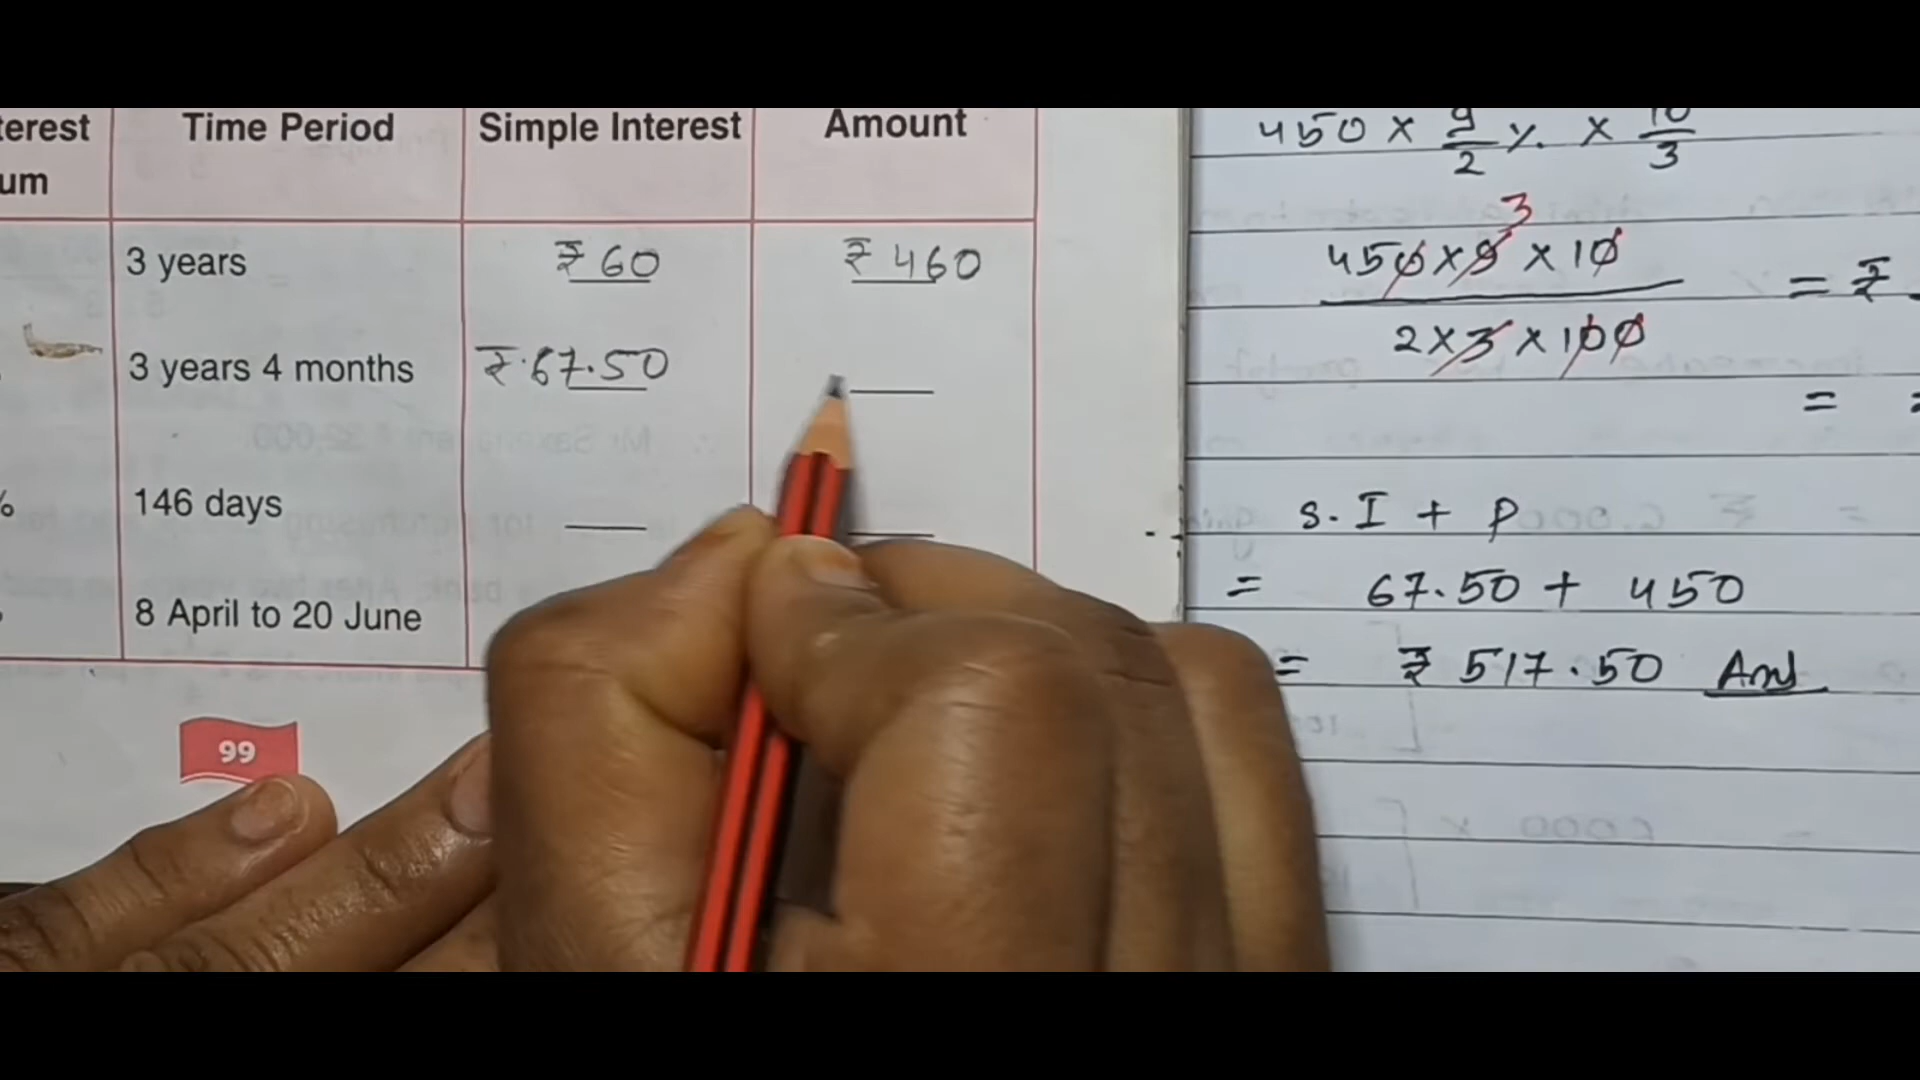 Time Period Simple Interest Amount
3 years ₹ 60 ₹ 460
3 years 4 months ₹.67.50
146 days
8 April to 20 June
99
450 × 9/2 %. × 10/3
3
450 × 9 × 10 = ₹
2 × 3 × 100
=
S.I + P
= 67.50 + 450
= ₹ 517.50 Ans